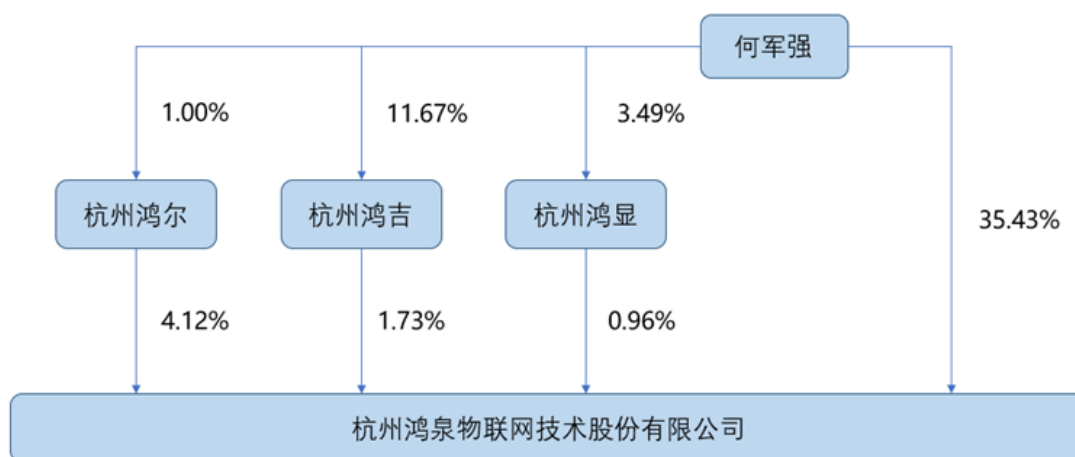 何军强
1.00%
11.67%
3.49%
杭州鸿尔
杭州鸿吉
杭州鸿显
35.43%
4.12%
1.73%
0.96%
杭州鸿泉物联网技术股份有限公司